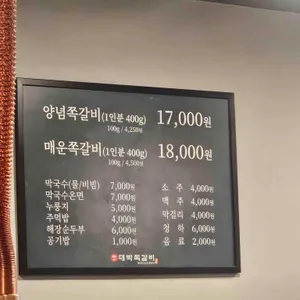 양념쪽갈비(1인분 400g) 17,000원
100g / 4,250원
매운쪽갈비(1인분 400g) 18,000원
100g / 4,500원
막국수(물/비빔) 7,000원
막국수온면 7,000원
누룽지 5,000원
주먹밥 4,000원
해장순두부 6,000원
공기밥 1,000원
소주 4,000원
맥주 4,000원
막걸리 4,000원
청하 6,000원
음료 2,000원
대박쪽갈비